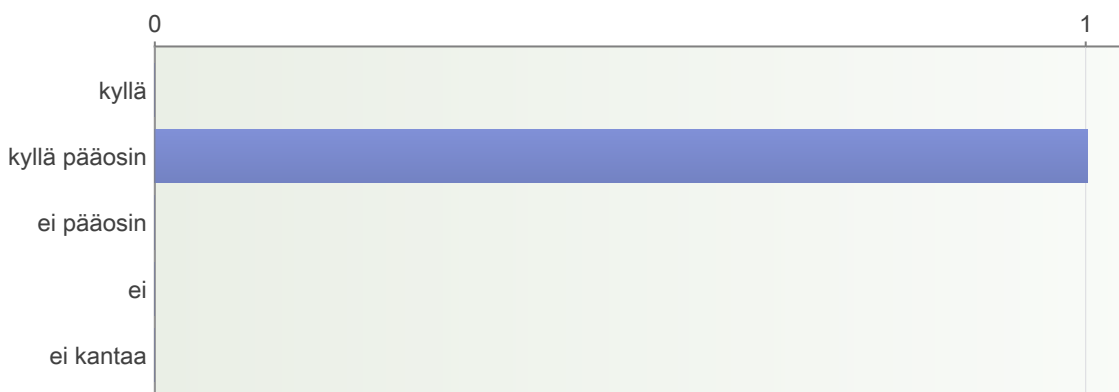 0 1
kyllä
kyllä pääosin
ei pääosin
ei
ei kantaa